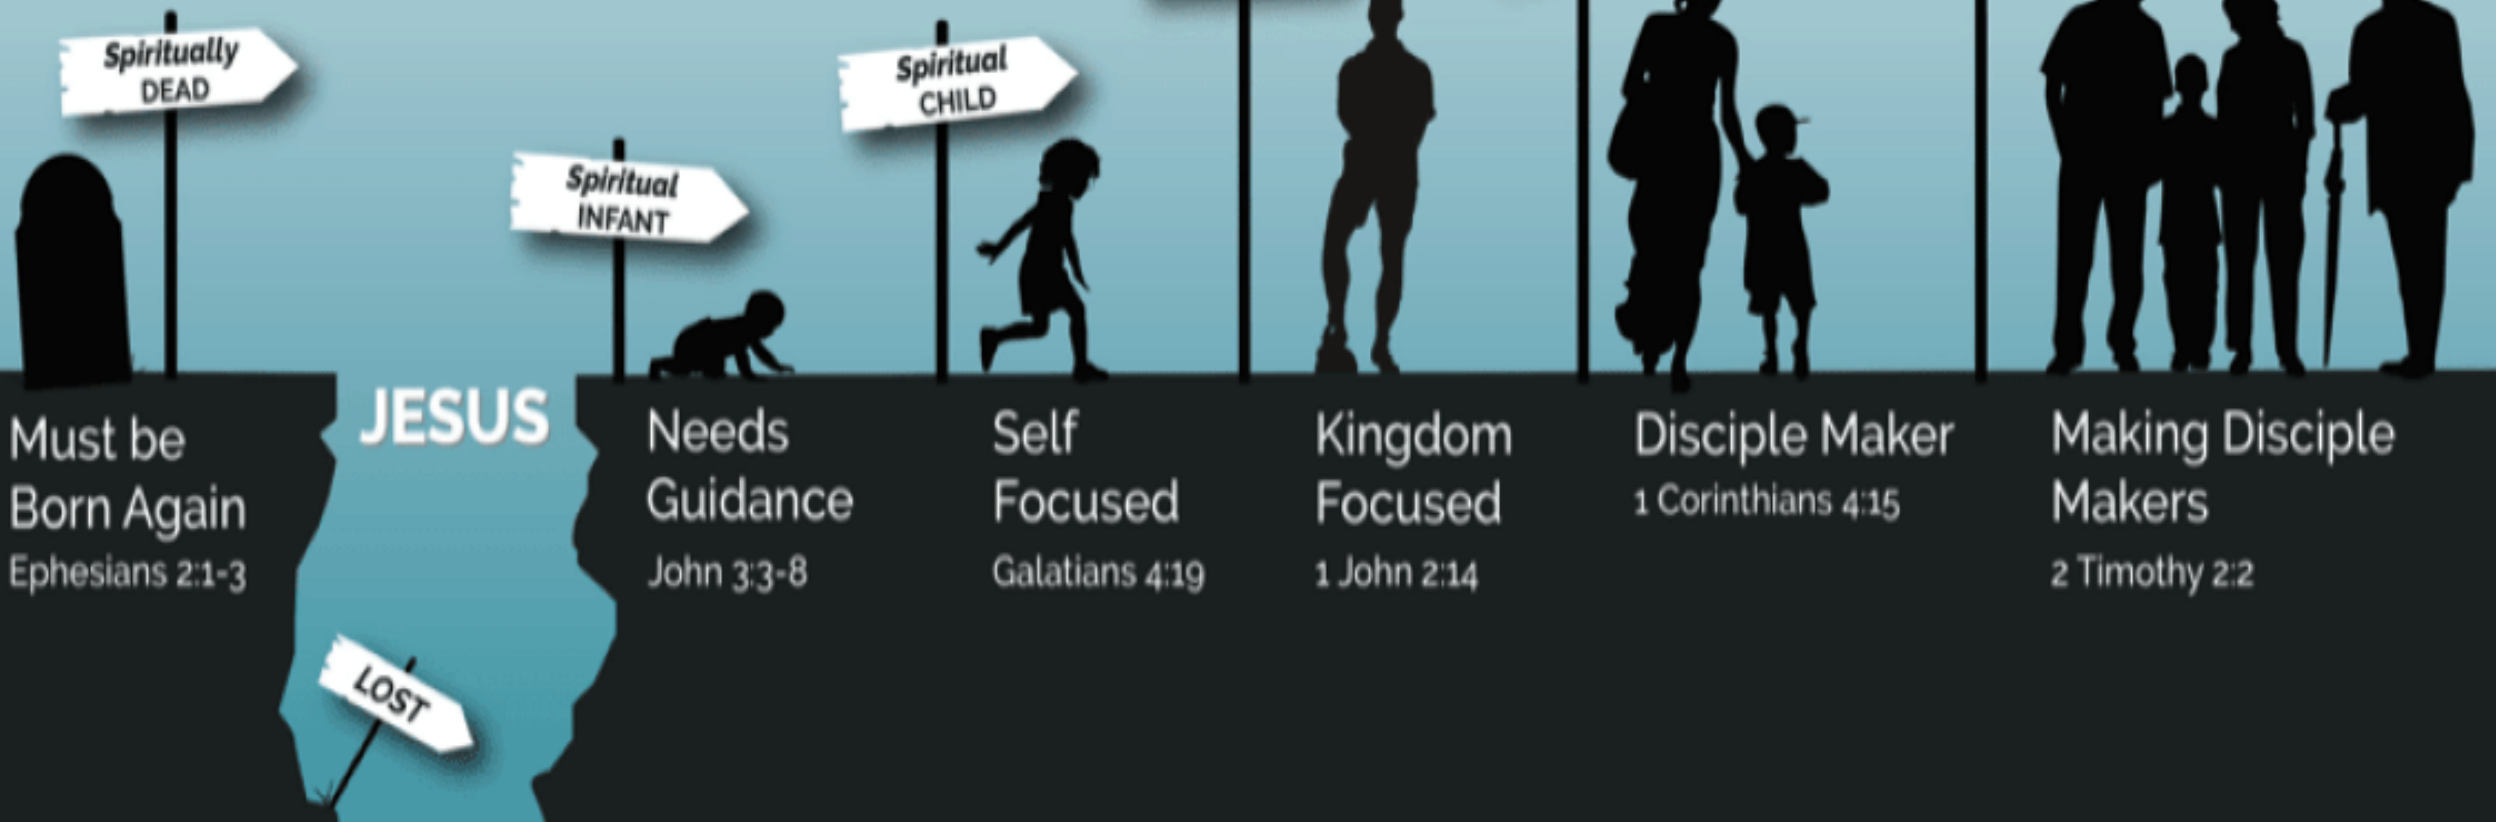 Spiritually
DEAD
Spiritual
INFANT
Spiritual
CHILD
JESUS
Must be
Born Again
Ephesians 2:1-3
Needs
Guidance
John 3:3-8
Self
Focused
Galatians 4:19
Kingdom
Focused
1 John 2:14
Disciple Maker
1 Corinthians 4:15
Making Disciple
Makers
2 Timothy 2:2
LOST